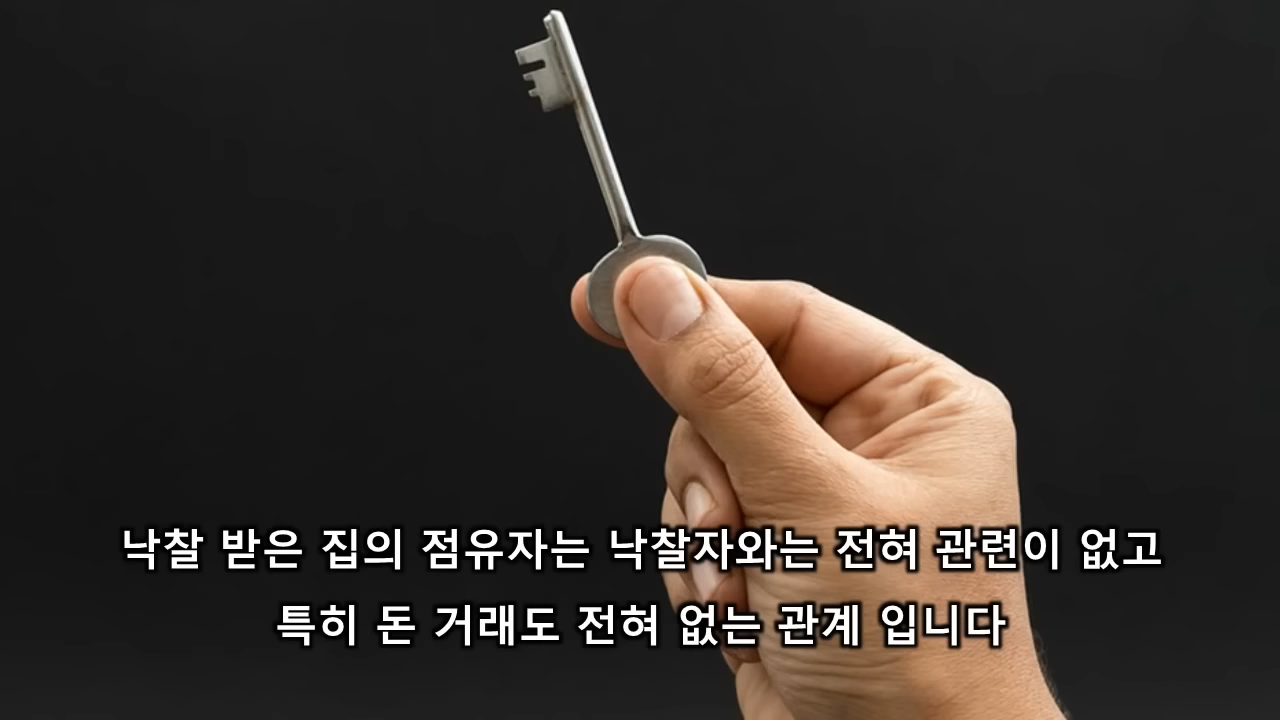 낙찰 받은 집의 점유자는 낙찰자와는 전혀 관련이 없고
특히 돈 거래도 전혀 없는 관계 입니다